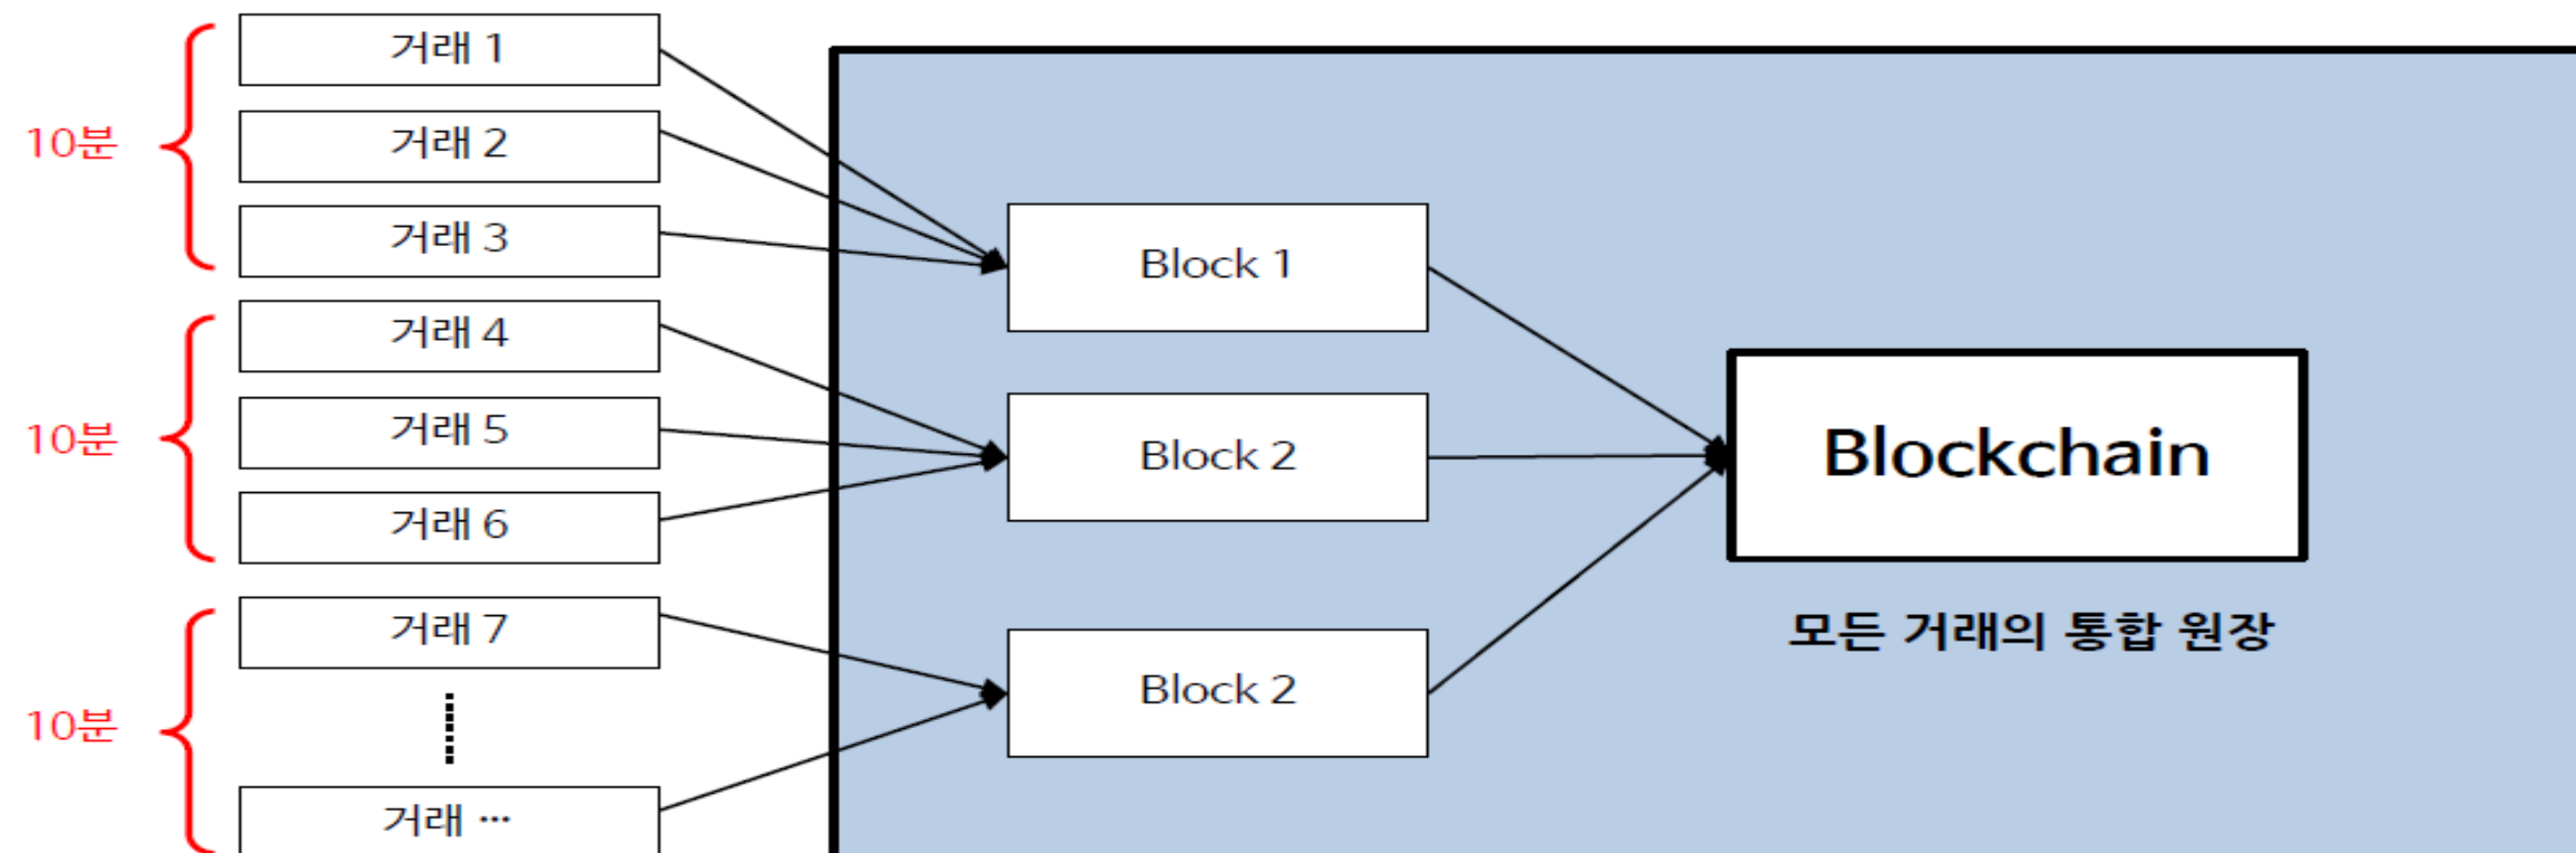 10분
거래 1
거래 2
거래 3
10분
거래 4
거래 5
거래 6
10분
거래 7
거래 ···
Block 1
Block 2
Block 2
Blockchain
모든 거래의 통합 원장